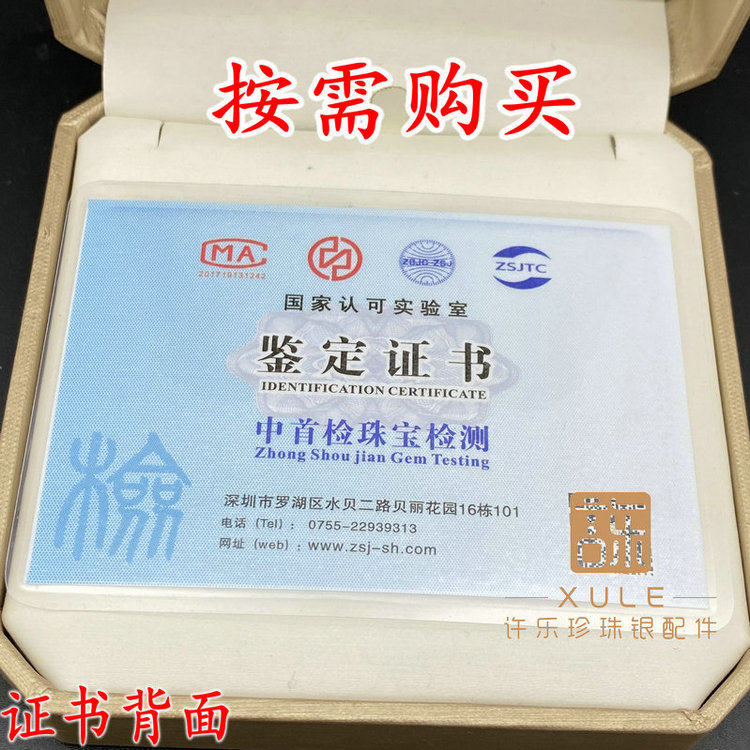 按需购买
CMA
201719131242
ZGJC-ZSJ
ZSJTC
国家认可实验室
鉴定证书
IDENTIFICATION CERTIFICATE
中首检珠宝检测
Zhong Shou jian Gem Testing
检
深圳市罗湖区水贝二路贝丽花园16栋101
电话（Tel）： 0755-22939313
网址（web）：www.zsj-sh.com
XULE
许乐珍珠银配件
证书背面